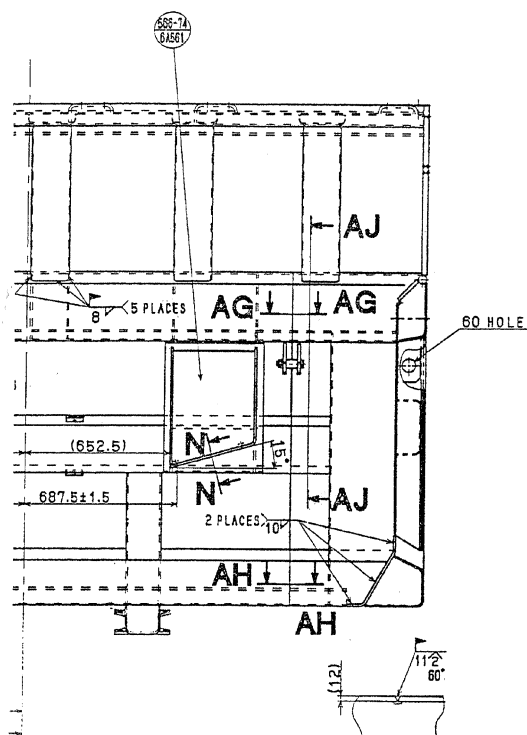 566-74
6A561
AJ
AG
AG
8
5 PLACES
60 HOLE
(652.5)
N
15°
687.5±1.5
N
AJ
2 PLACES
10
AH
AH
11 2
60°
(12)